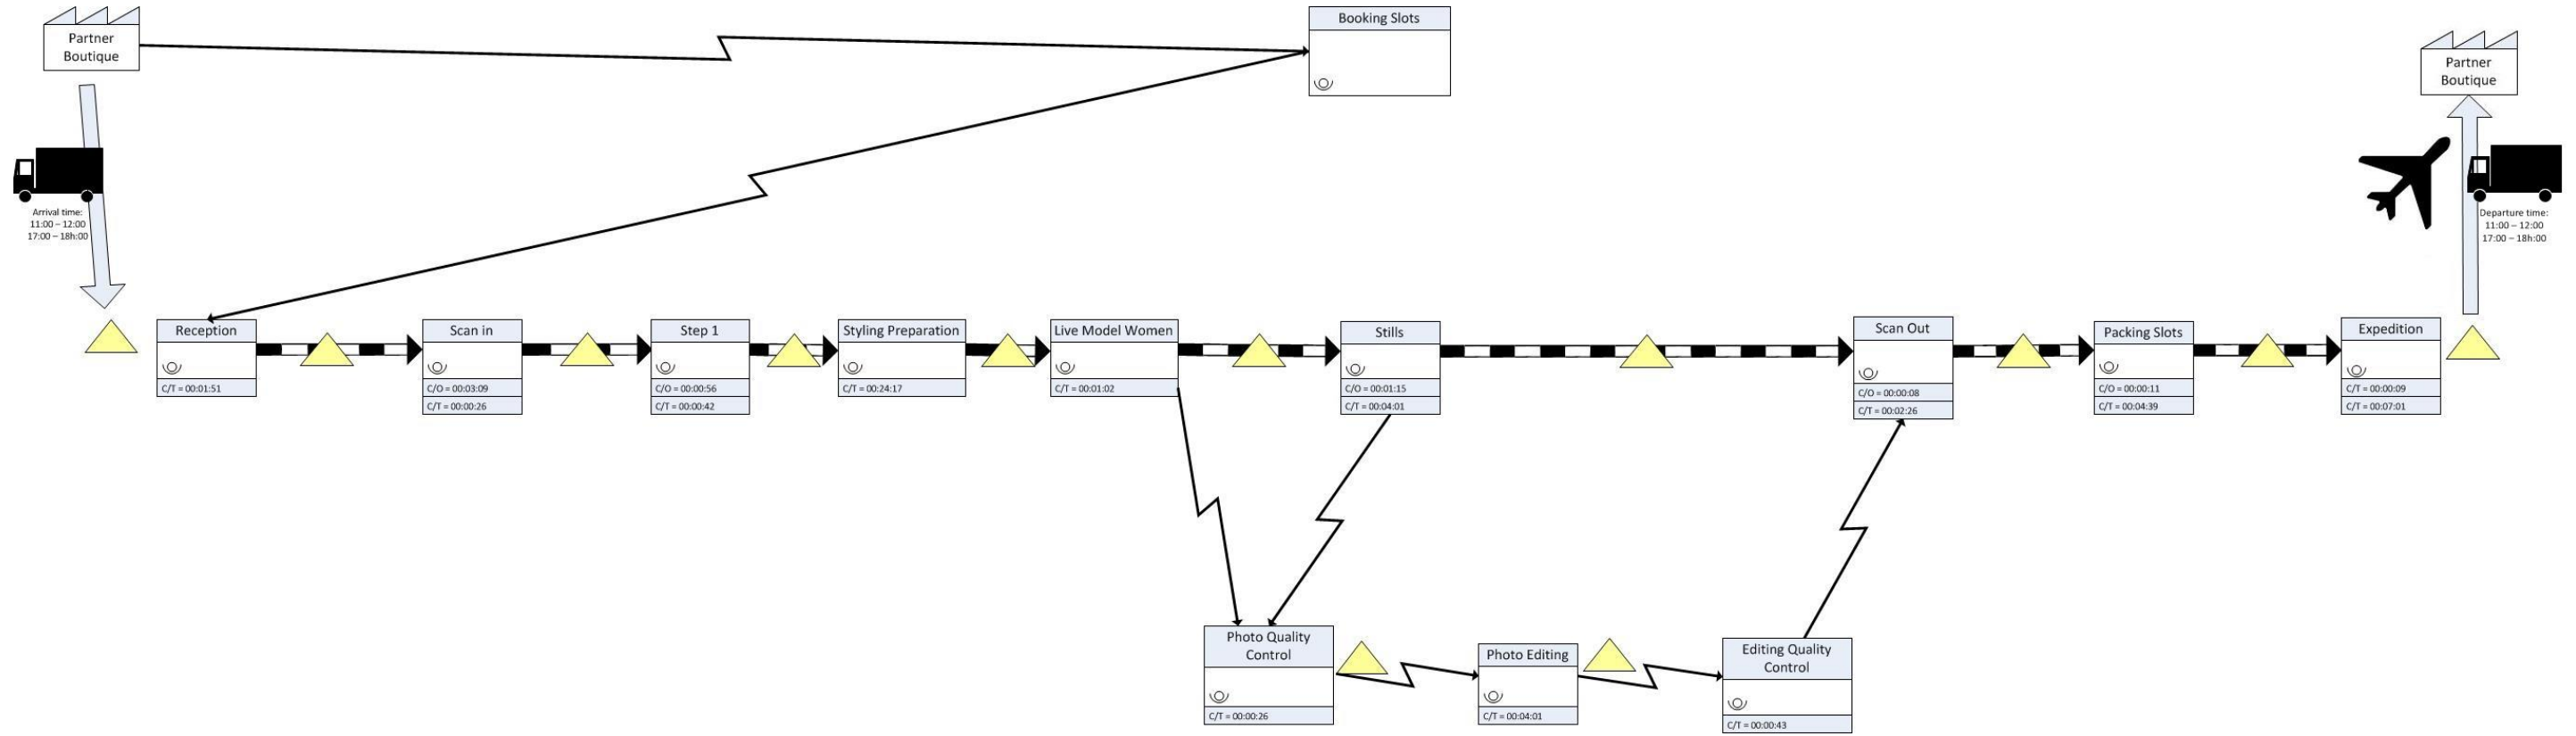 Partner
Boutique
Booking Slots
Partner
Boutique
Arrival time:
11:00 – 12:00
17:00 – 18h:00
Departure time:
11:00 – 12:00
17:00 – 18h:00
Reception
C/T = 00:01:51
Scan in
C/O = 00:03:09
C/T = 00:00:26
Step 1
C/O = 00:00:56
C/T = 00:00:42
Styling Preparation
C/T = 00:24:17
Live Model Women
C/T = 00:01:02
Stills
C/O = 00:01:15
C/T = 00:04:01
Scan Out
C/O = 00:00:08
C/T = 00:02:26
Packing Slots
C/O = 00:00:11
C/T = 00:04:39
Expedition
C/T = 00:00:09
C/T = 00:07:01
Photo Quality
Control
C/T = 00:00:26
Photo Editing
C/T = 00:04:01
Editing Quality
Control
C/T = 00:00:43